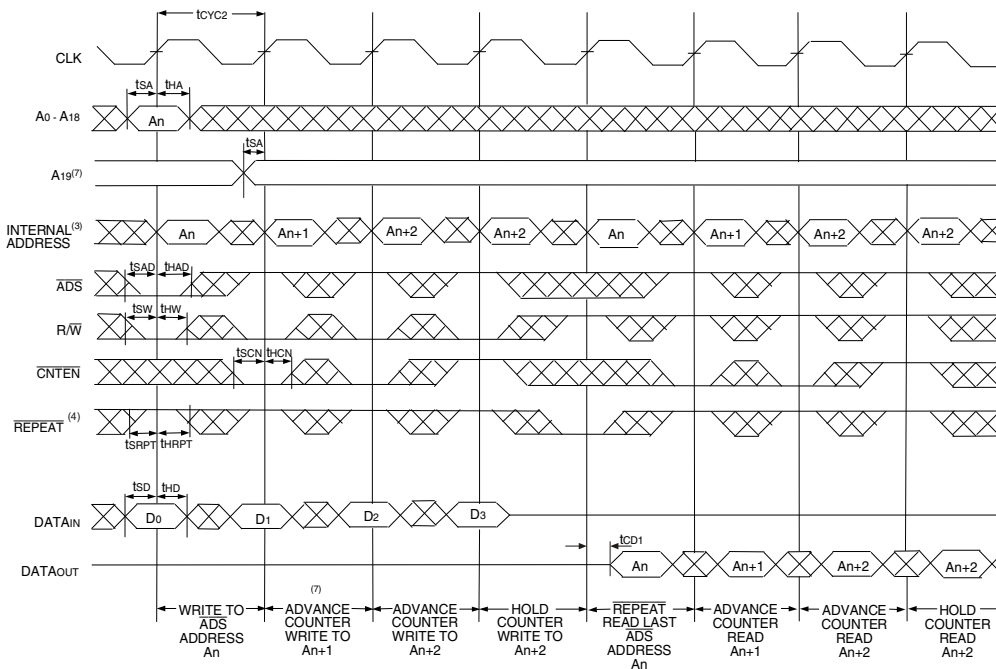 tCYC2
CLK
tSA tHA
A0 - A18 An
tSA
A19(7)
INTERNAL(3) ADDRESS An An+1 An+2 An+2 An An+1 An+2 An+2
tSAD tHAD
ADS
tSW tHW
R/W
tSCN tHCN
CNTEN
REPEAT (4)
tSRPT tHRPT
tSD tHD
DATAIN D0 D1 D2 D3
tCD1
DATAOUT An An+1 An+2 An+2
WRITE TO
ADS
ADDRESS
An
(7)
ADVANCE
COUNTER
WRITE TO
An+1
ADVANCE
COUNTER
WRITE TO
An+2
HOLD
COUNTER
WRITE TO
An+2
REPEAT
READ LAST
ADS
ADDRESS
An
ADVANCE
COUNTER
READ
An+1
ADVANCE
COUNTER
READ
An+2
HOLD
COUNTER
READ
An+2